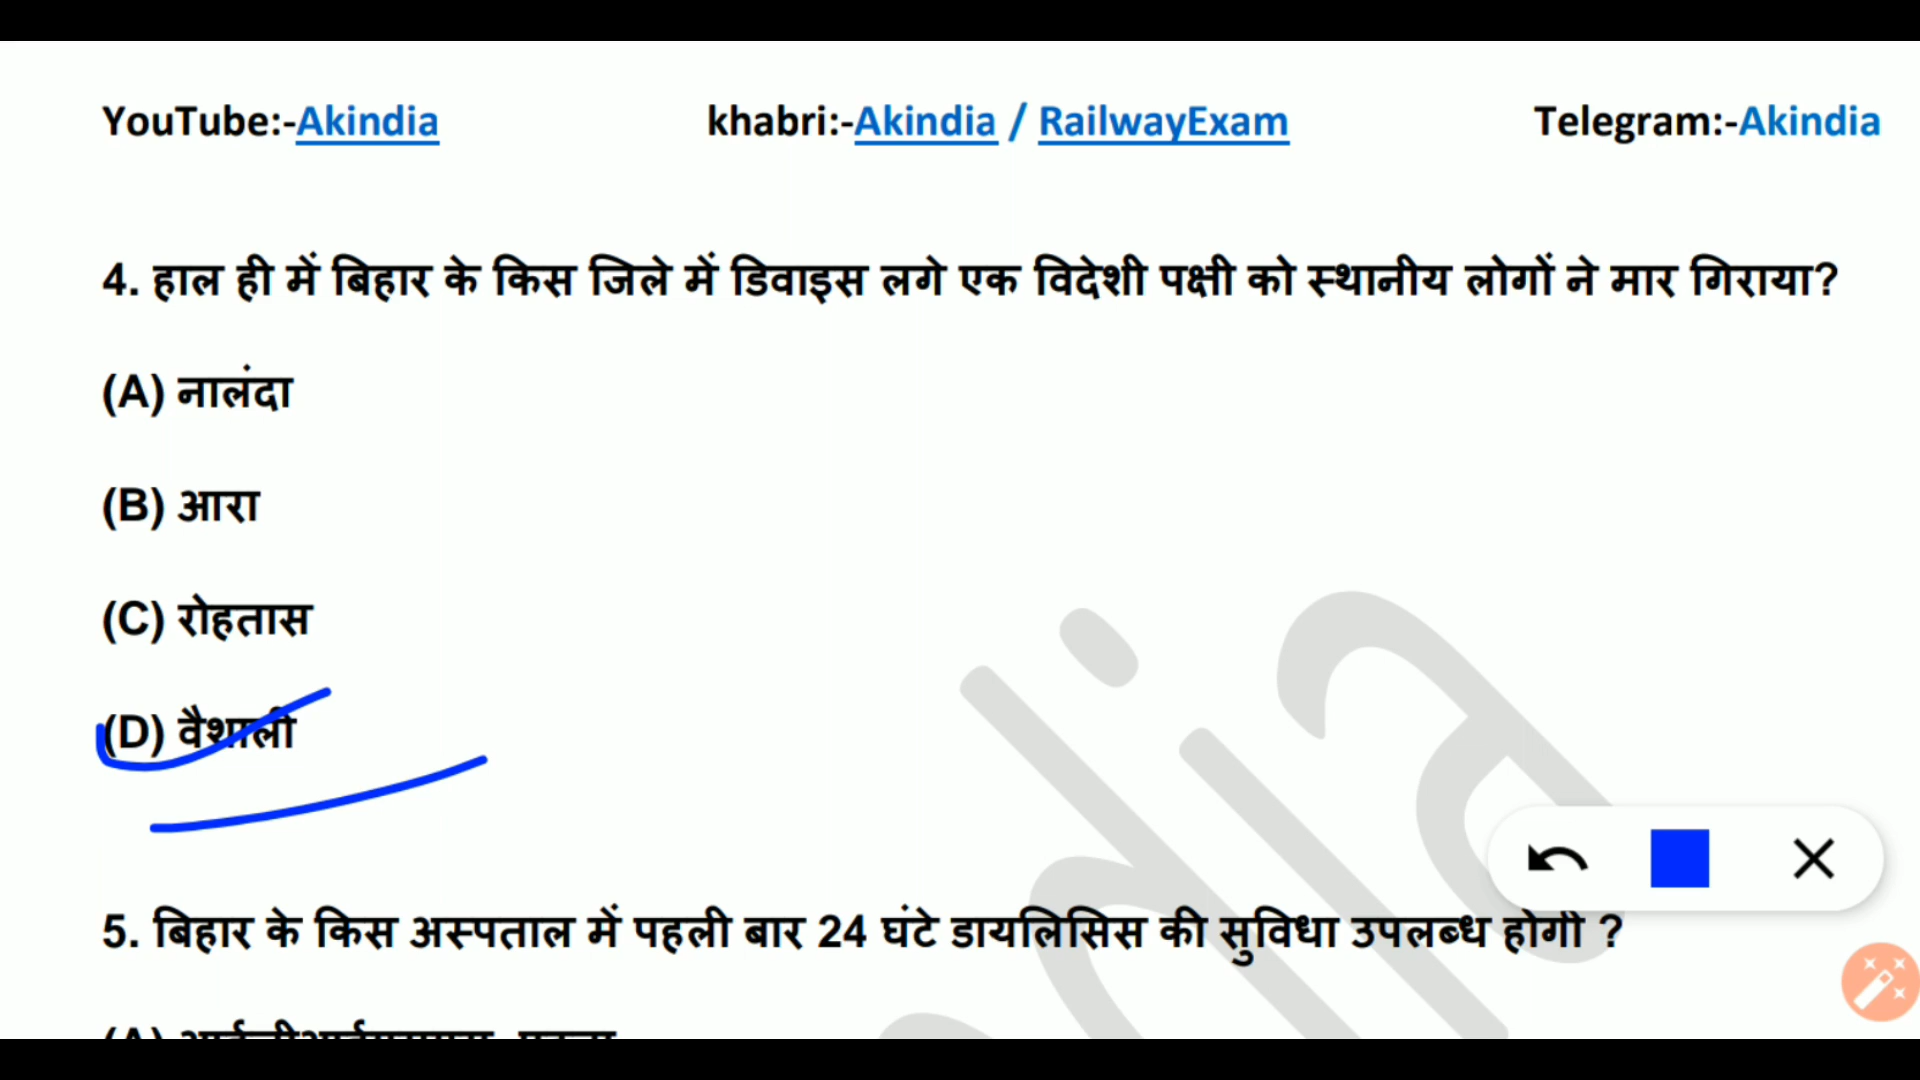 YouTube:-Akindia khabri:-Akindia / RailwayExam Telegram:-Akindia
4. हाल ही में बिहार के किस जिले में डिवाइस लगे एक विदेशी पक्षी को स्थानीय लोगों ने मार गिराया?
(A) नालंदा
(B) आरा
(C) रोहतास
(D) वैशाली
5. बिहार के किस अस्पताल में पहली बार 24 घंटे डायलिसिस की सुविधा उपलब्ध होगी ?
(A)